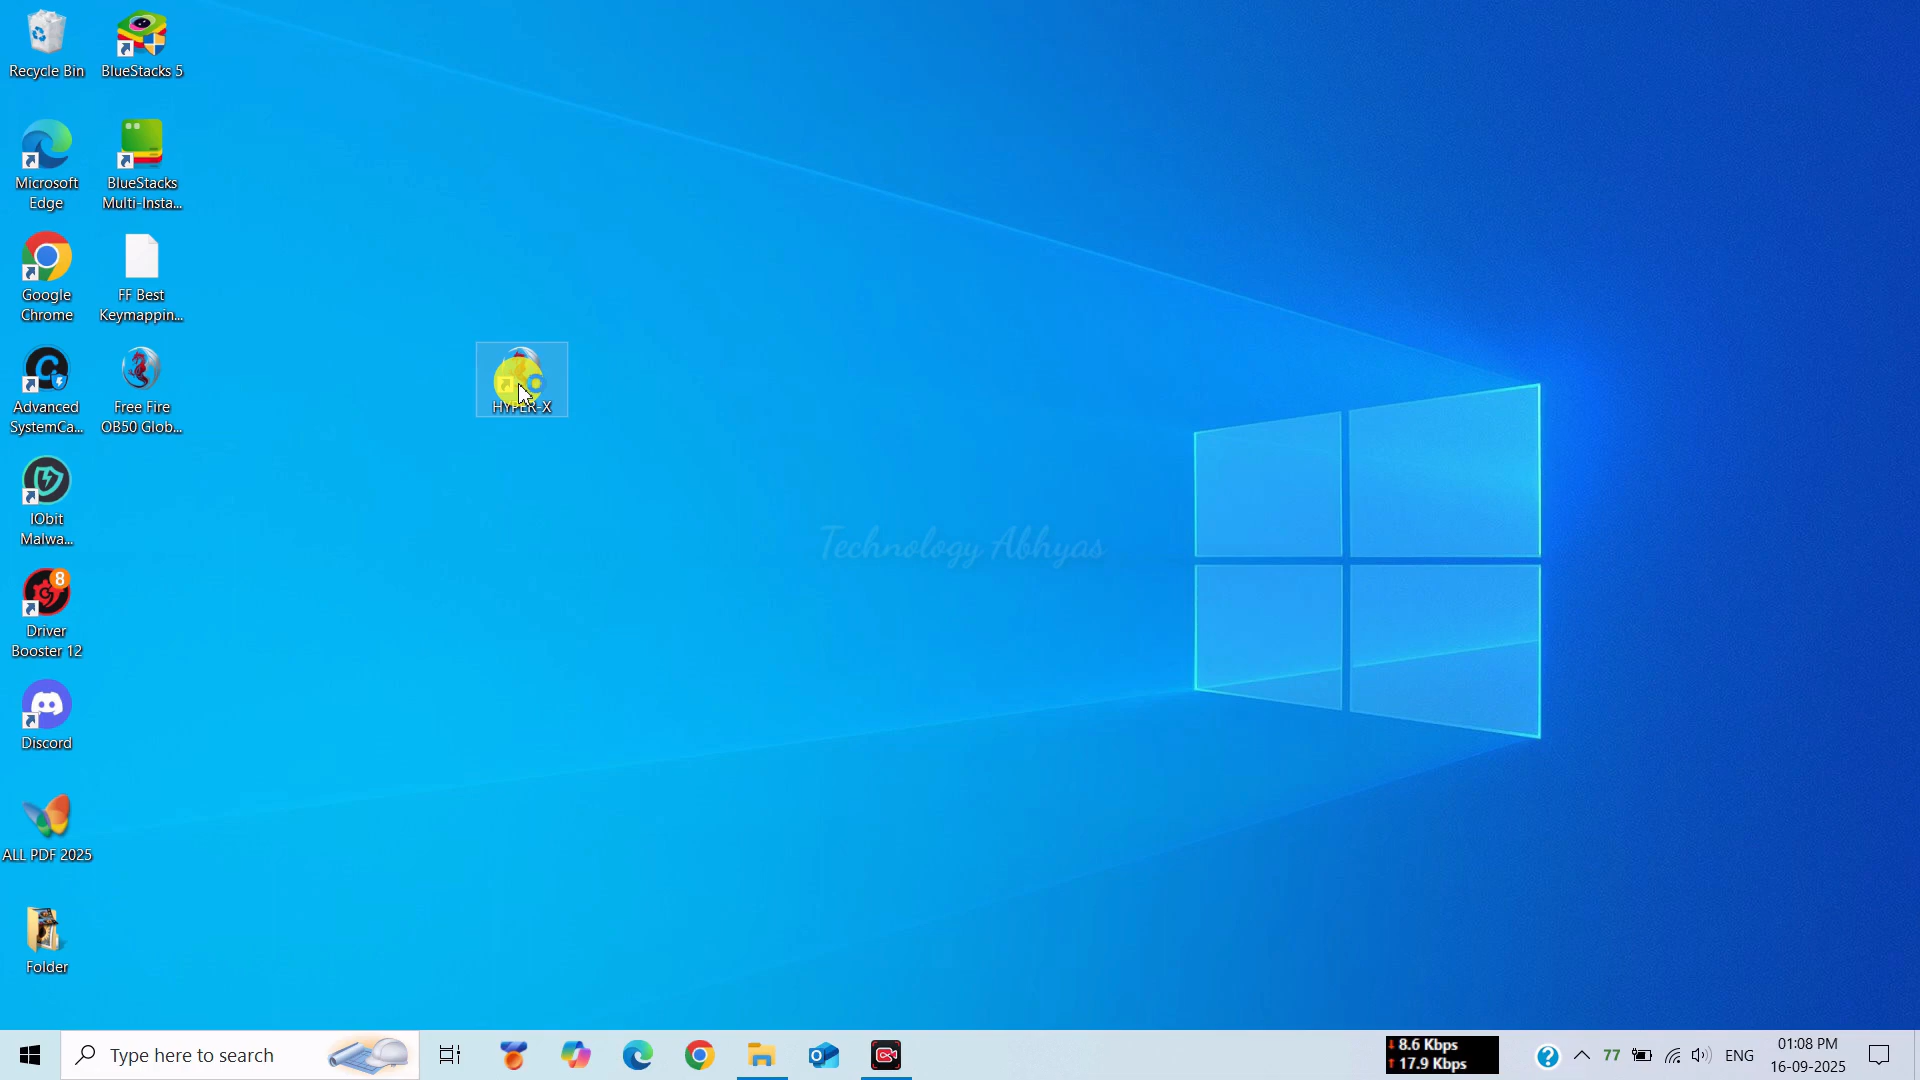 Recycle Bin
BlueStacks 5
Microsoft
Edge
BlueStacks
Multi-Insta...
Google
Chrome
FF Best
Keymappin...
Advanced
SystemCa...
Free Fire
OB50 Glob...
HYPER-X
IObit
Malwa...
Technology Abhyas
8
Driver
Booster 12
Discord
ALL PDF 2025
Folder
Type here to search
8.6 Kbps
17.9 Kbps
77
ENG
01:08 PM
16-09-2025